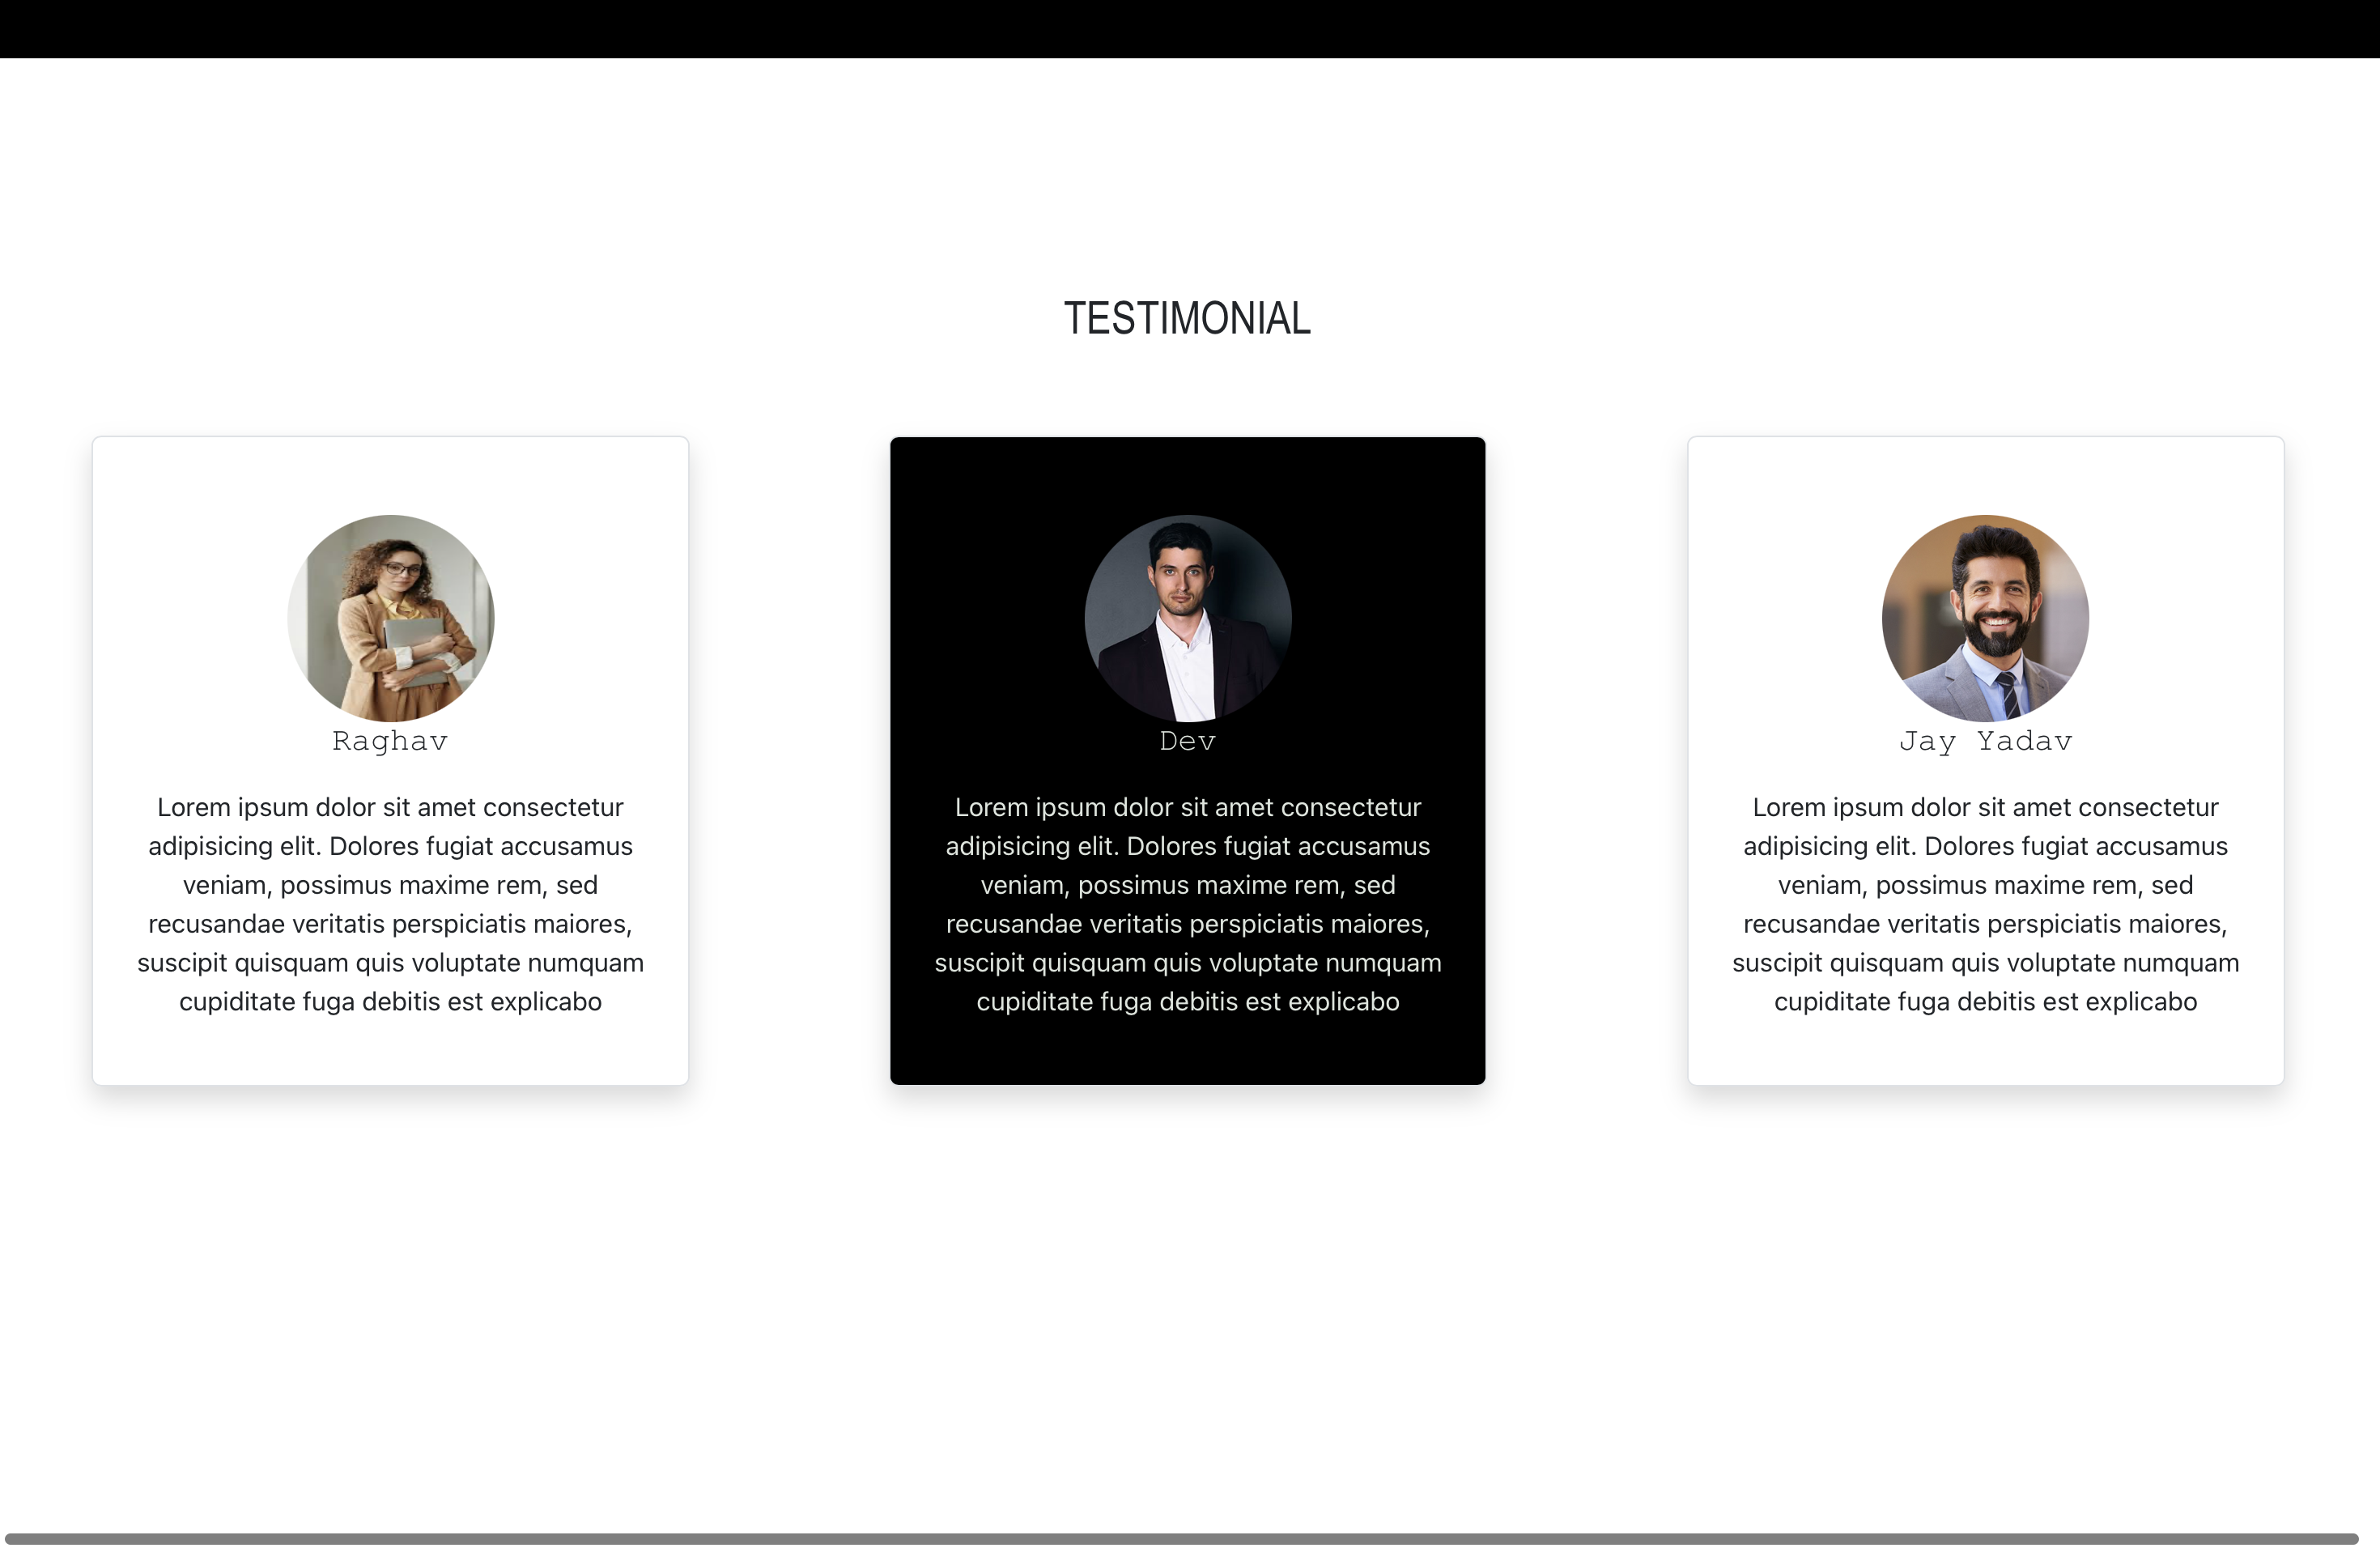 TESTIMONIAL
Raghav
Lorem ipsum dolor sit amet consectetur
adipisicing elit. Dolores fugiat accusamus
veniam, possimus maxime rem, sed
recusandae veritatis perspiciatis maiores,
suscipit quisquam quis voluptate numquam
cupiditate fuga debitis est explicabo
Dev
Lorem ipsum dolor sit amet consectetur
adipisicing elit. Dolores fugiat accusamus
veniam, possimus maxime rem, sed
recusandae veritatis perspiciatis maiores,
suscipit quisquam quis voluptate numquam
cupiditate fuga debitis est explicabo
Jay Yadav
Lorem ipsum dolor sit amet consectetur
adipisicing elit. Dolores fugiat accusamus
veniam, possimus maxime rem, sed
recusandae veritatis perspiciatis maiores,
suscipit quisquam quis voluptate numquam
cupiditate fuga debitis est explicabo